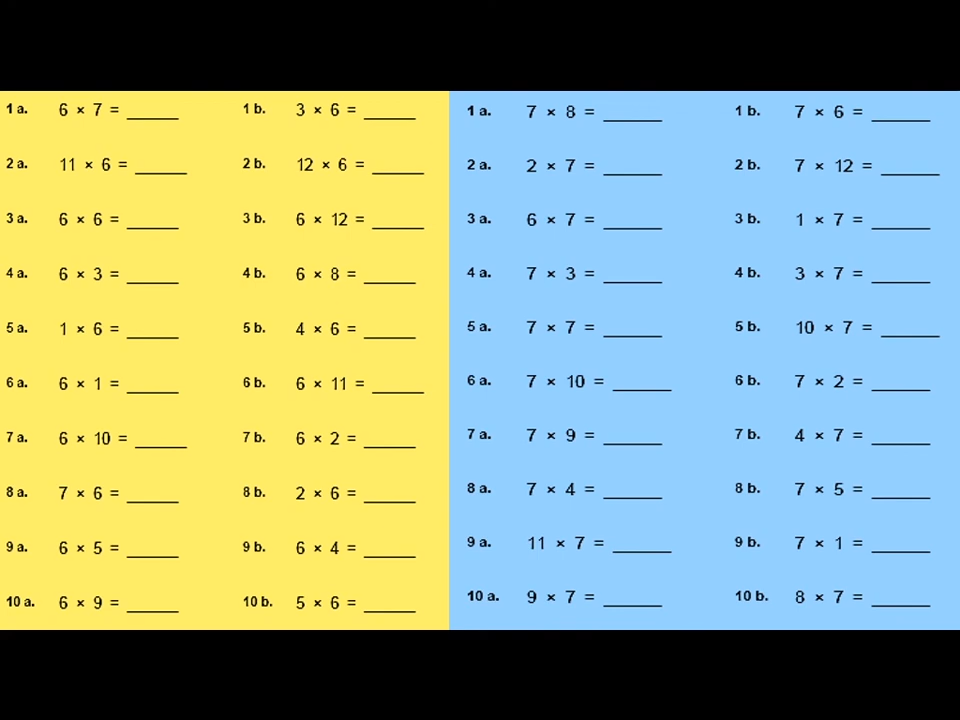 1 a. 6 × 7 = ______ 1 b. 3 × 6 = ______
2 a. 11 × 6 = ______ 2 b. 12 × 6 = ______
3 a. 6 × 6 = ______ 3 b. 6 × 12 = ______
4 a. 6 × 3 = ______ 4 b. 6 × 8 = ______
5 a. 1 × 6 = ______ 5 b. 4 × 6 = ______
6 a. 6 × 1 = ______ 6 b. 6 × 11 = ______
7 a. 6 × 10 = ______ 7 b. 6 × 2 = ______
8 a. 7 × 6 = ______ 8 b. 2 × 6 = ______
9 a. 6 × 5 = ______ 9 b. 6 × 4 = ______
10 a. 6 × 9 = ______ 10 b. 5 × 6 = ______
1 a. 7 × 8 = ______ 1 b. 7 × 6 = ______
2 a. 2 × 7 = ______ 2 b. 7 × 12 = ______
3 a. 6 × 7 = ______ 3 b. 1 × 7 = ______
4 a. 7 × 3 = ______ 4 b. 3 × 7 = ______
5 a. 7 × 7 = ______ 5 b. 10 × 7 = ______
6 a. 7 × 10 = ______ 6 b. 7 × 2 = ______
7 a. 7 × 9 = ______ 7 b. 4 × 7 = ______
8 a. 7 × 4 = ______ 8 b. 7 × 5 = ______
9 a. 11 × 7 = ______ 9 b. 7 × 1 = ______
10 a. 9 × 7 = ______ 10 b. 8 × 7 = ______